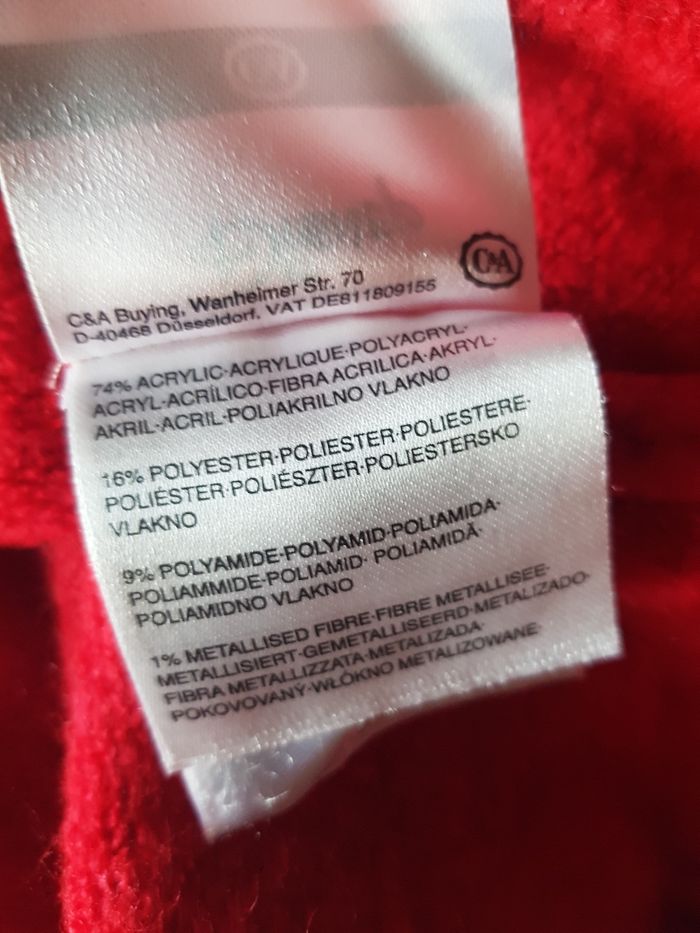 C&A
C&A Buying, Wanheimer Str. 70
D-40468 Düsseldorf. VAT DE811809155
74% ACRYLIC·ACRYLIQUE·POLYACRYL·
ACRYL·ACRÍLICO·FIBRA ACRILICA·AKRYL·
AKRIL·ACRIL·POLIAKRILNO VLAKNO
16% POLYESTER·POLIESTER·POLIESTERE·
POLIÉSTER·POLIÉSZTER·POLIESTERSKO
VLAKNO
9% POLYAMIDE·POLYAMID·POLIAMIDA·
POLIAMMIDE·POLIAMID· POLIAMIDĂ·
POLIAMIDNO VLAKNO
1% METALLISED FIBRE·FIBRE METALLISEE·
METALLISIERT·GEMETALLISEERD·METALIZADO·
FIBRA METALLIZZATA·METALIZADA·
POKOVOVANÝ·WŁÓKNO METALIZOWANE·